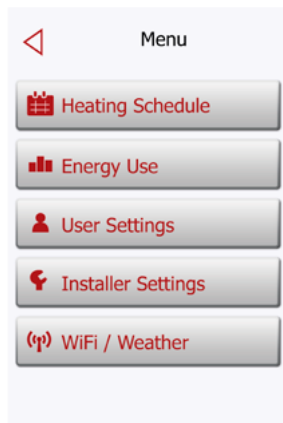 Menu
Heating Schedule
Energy Use
User Settings
Installer Settings
WiFi / Weather